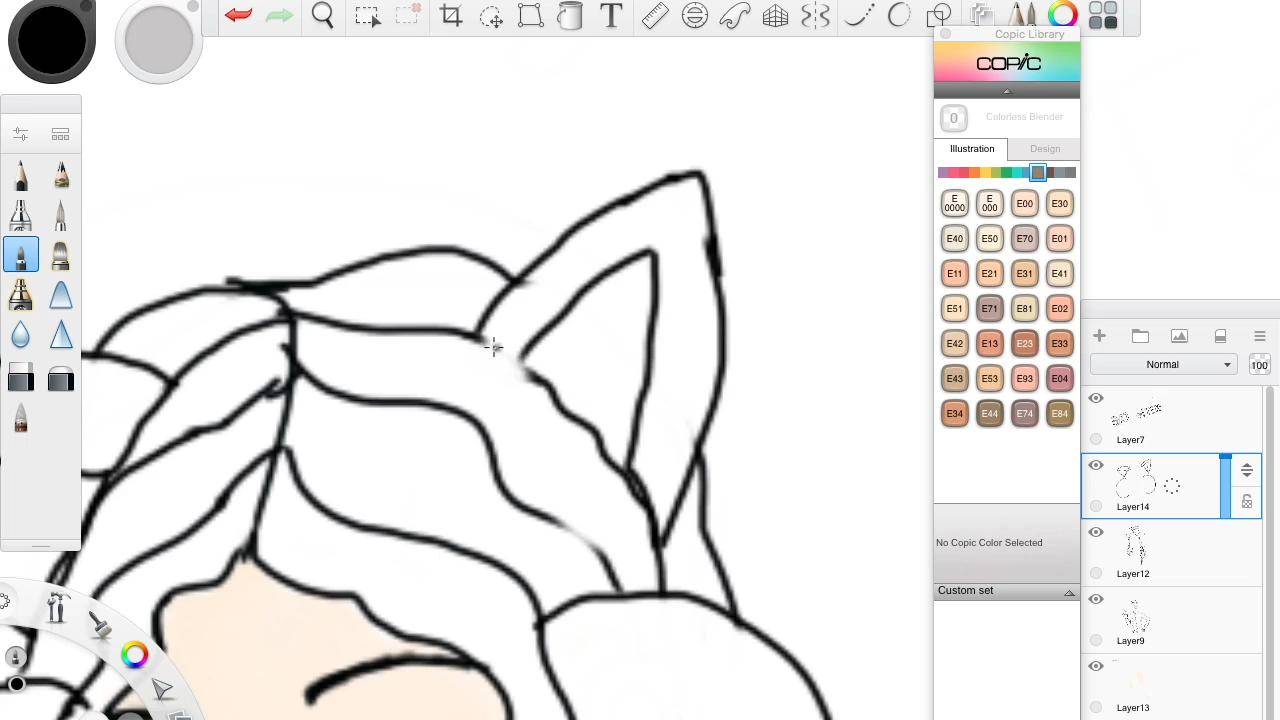 T
Copic Library
COPIC
0 Colorless Blender
Illustration Design
E 0000 E 000 E00 E30
E40 E50 E70 E01
E11 E21 E31 E41
E51 E71 E81 E02
E42 E13 E23 E33
E43 E53 E93 E04
E34 E44 E74 E84
No Copic Color Selected
Custom set
Normal 100
Layer7
Layer14
Layer12
Layer9
Layer13